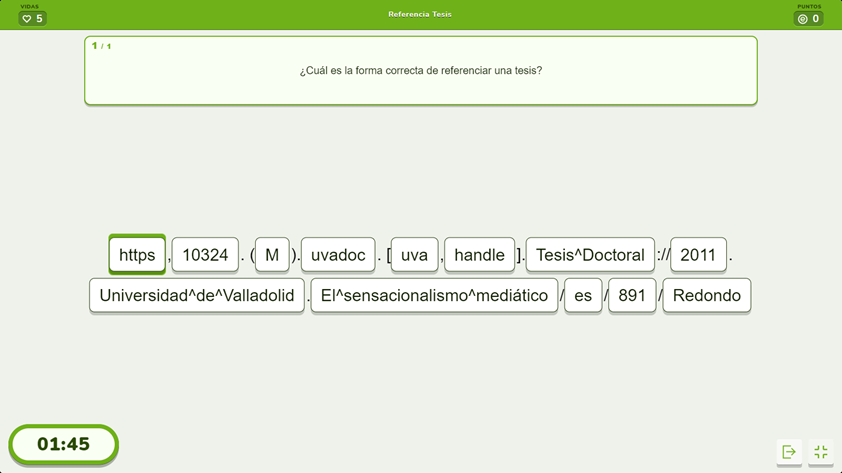 VIDAS
5
Referencia Tesis
PUNTOS
0
1 / 1
¿Cuál es la forma correcta de referenciar una tesis?
https , 10324 . ( M ). uvadoc . [ uva , handle ]. Tesis^Doctoral :// 2011 .
Universidad^de^Valladolid . El^sensacionalismo^mediático / es / 891 / Redondo
01:45